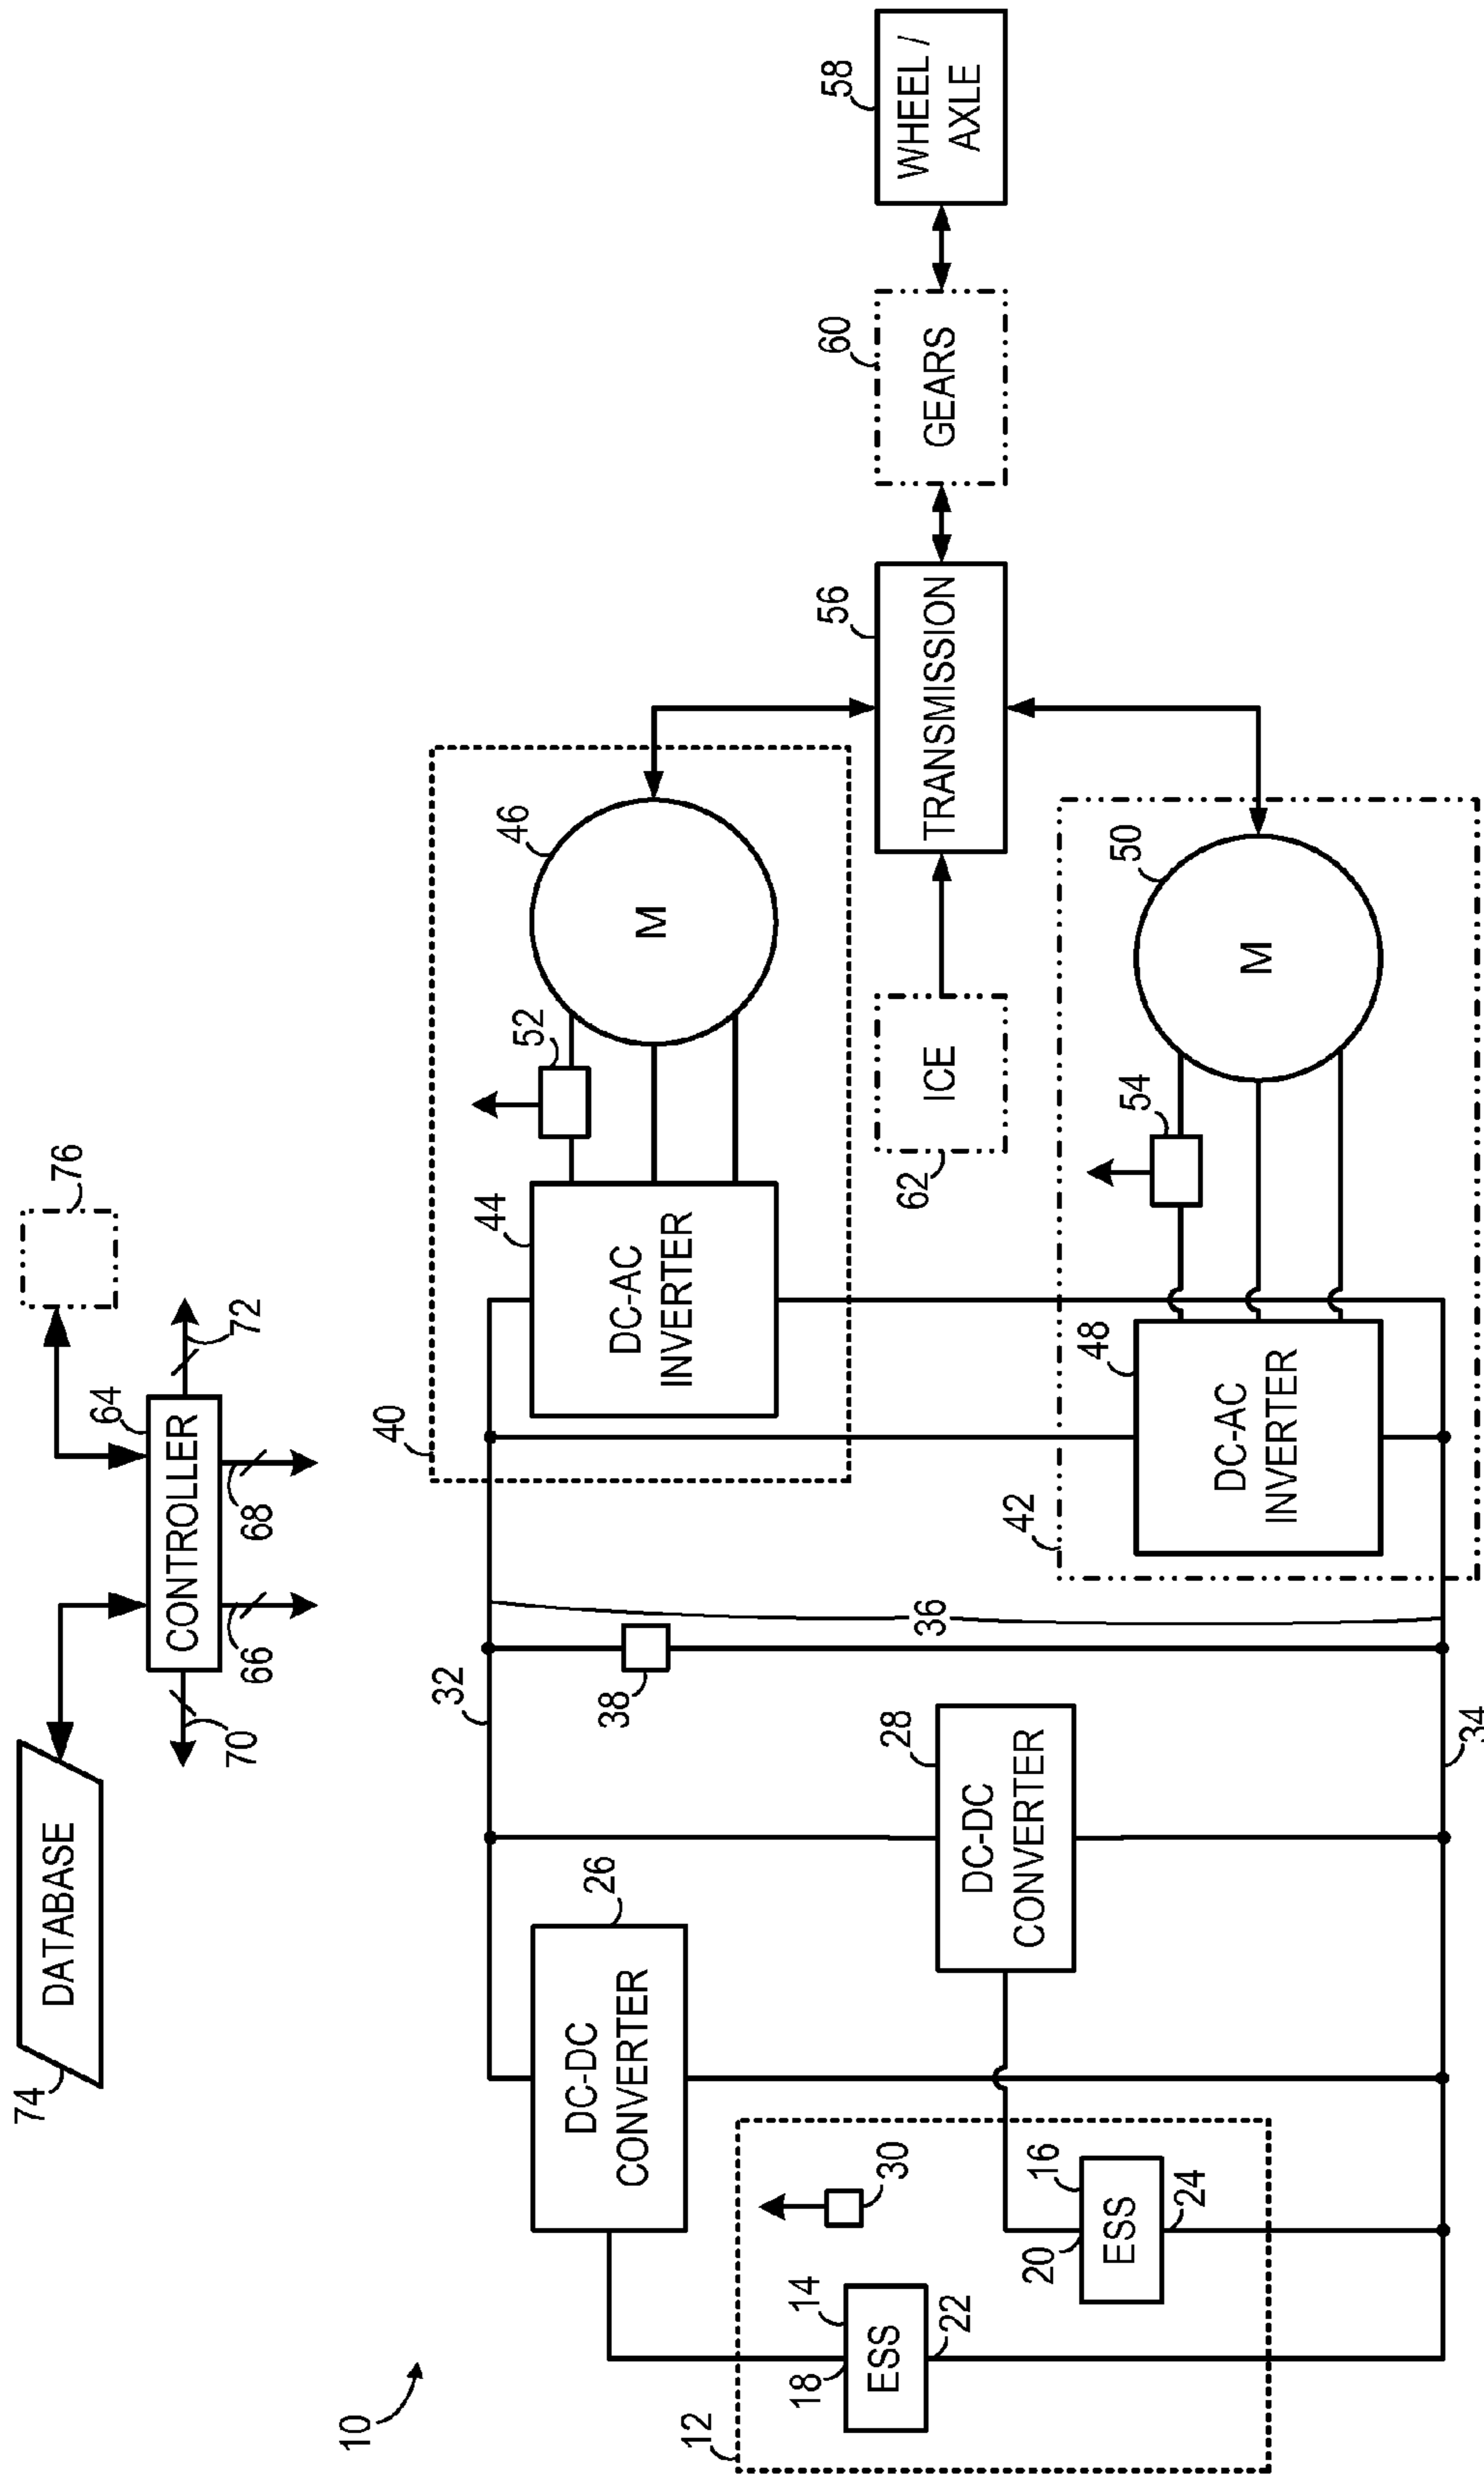 74
DATABASE
70
66
CONTROLLER
64
68
72
76
10
12
14
18
ESS
22
30
16
20
ESS
24
26
DC-DC
CONVERTER
28
DC-DC
CONVERTER
32
38
36
34
40
44
DC-AC
INVERTER
52
46
M
42
48
DC-AC
INVERTER
54
50
M
62
ICE
56
TRANSMISSION
60
GEARS
58
WHEEL /
AXLE